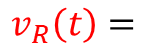 v_R(t) =